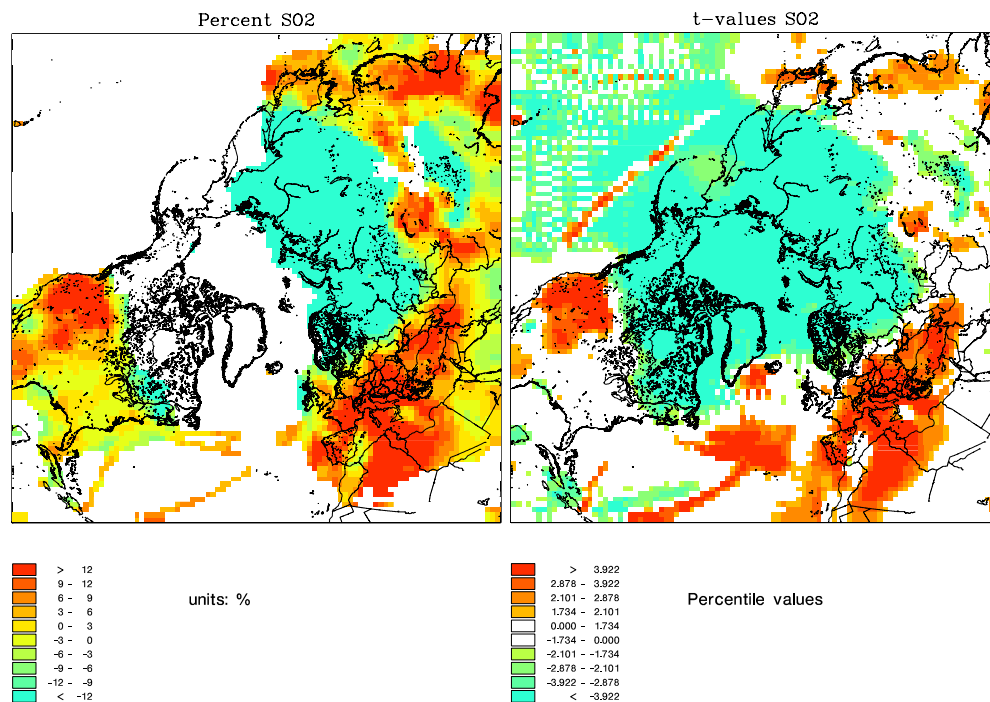 Percent SO2
t-values SO2
> 12
9 - 12
6 - 9
3 - 6
0 - 3
-3 - 0
-6 - -3
-9 - -6
-12 - -9
< -12
units: %
> 3.922
2.878 - 3.922
2.101 - 2.878
1.734 - 2.101
0.000 - 1.734
-1.734 - 0.000
-2.101 - -1.734
-2.878 - -2.101
-3.922 - -2.878
< -3.922
Percentile values